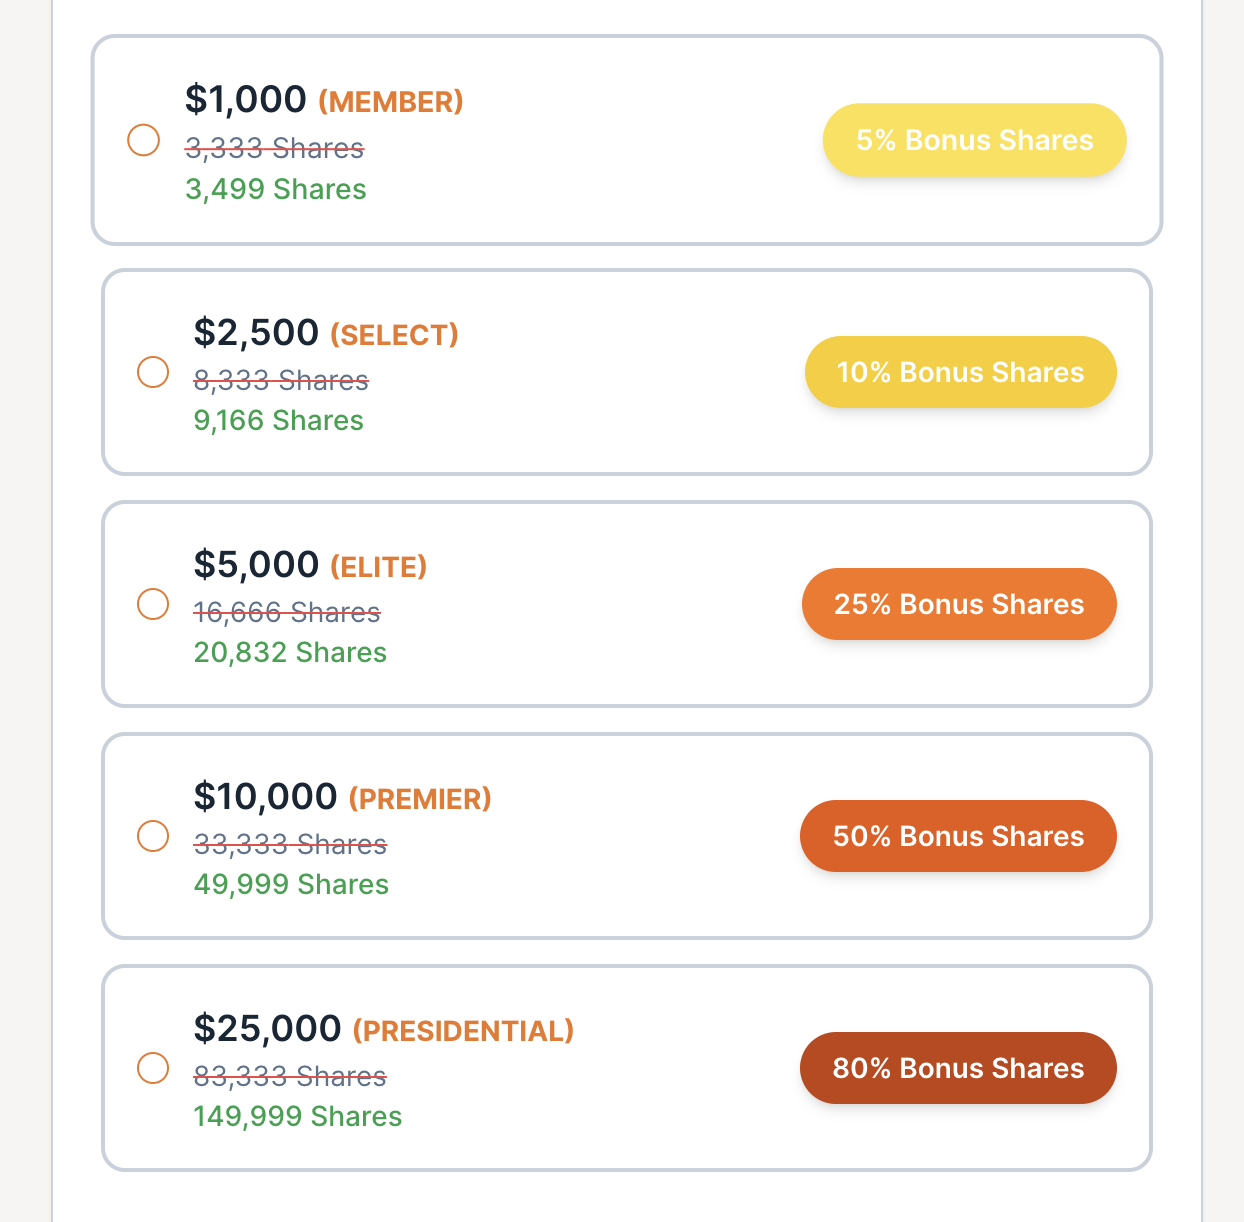 $1,000 (MEMBER)
3,333 Shares
3,499 Shares
5% Bonus Shares
$2,500 (SELECT)
8,333 Shares
9,166 Shares
10% Bonus Shares
$5,000 (ELITE)
16,666 Shares
20,832 Shares
25% Bonus Shares
$10,000 (PREMIER)
33,333 Shares
49,999 Shares
50% Bonus Shares
$25,000 (PRESIDENTIAL)
83,333 Shares
149,999 Shares
80% Bonus Shares